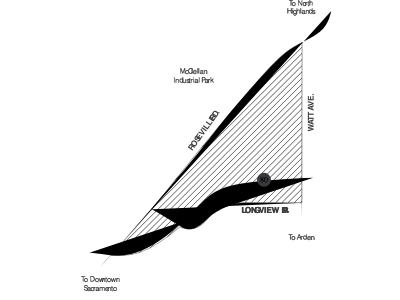 To North
Highlands
McClellan
Industrial Park
ROSEVILLE RD.
WATT AVE.
LONGVIEW DR.
To Arden
To Downtown
Sacramento